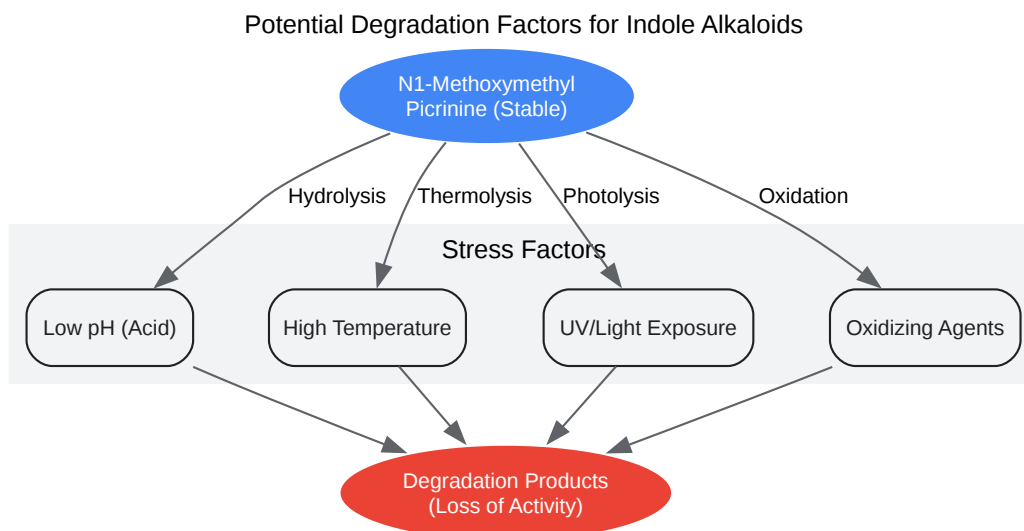 Potential Degradation Factors for Indole Alkaloids
N1-Methoxymethyl
Picrinine (Stable)
Hydrolysis
Thermolysis
Photolysis
Oxidation
Stress Factors
Low pH (Acid)
High Temperature
UV/Light Exposure
Oxidizing Agents
Degradation Products
(Loss of Activity)